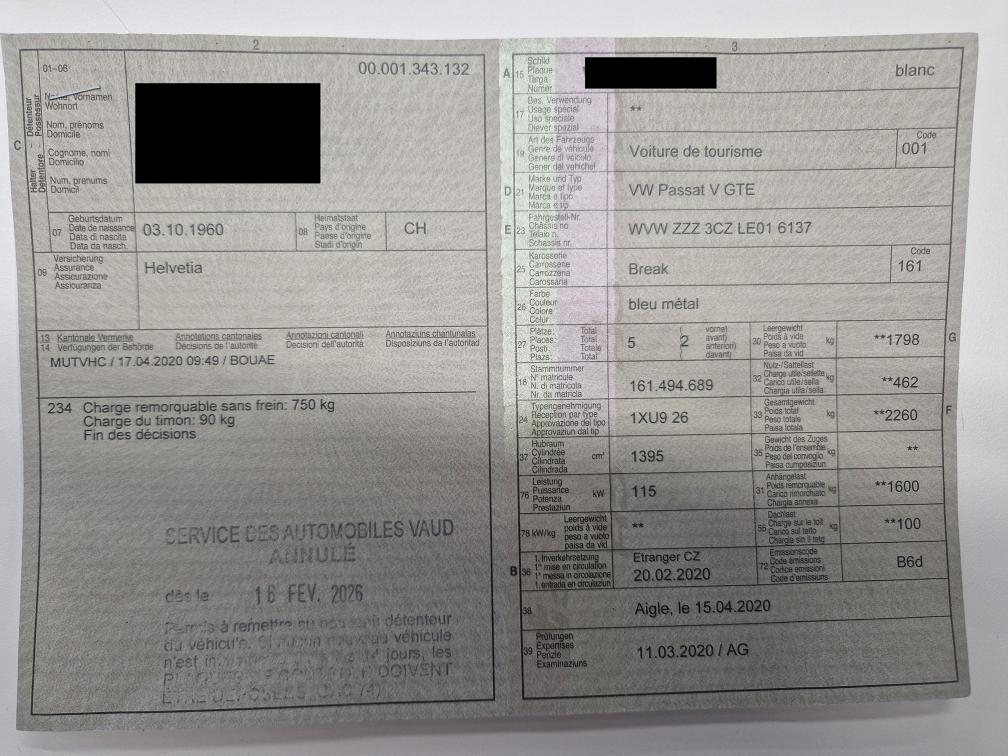 2
00.001.343.132
01-06
C
Détenteur Possessur
Halter Detentore
Name, Vornamen
Wohnort
Nom, prénoms
Domicile
Cognome, nomi
Domicilio
Num, prenums
Domicil
07 Geburtsdatum
Date de naissance
Data di nascita
Data da nasch.
03.10.1960
08 Heimatstaat
Pays d'origine
Paese d'origine
Stadi d'origin
CH
09 Versicherung
Assurance
Assicurazione
Assicuranza
Helvetia
13 Kantonale Vermerke Annotations cantonales Annotazioni cantonali Annotaziuns chantunalas
14 Verfügungen der Behörde Décisions de l'autorité Decisioni dell'autorità Disposiziuns da l'autoritad
MUTVHC / 17.04.2020 09:49 / BOUAE
234 Charge remorquable sans frein: 750 kg
Charge du timon: 90 kg
Fin des décisions
SERVICE DES AUTOMOBILES VAUD
ANNULÉ
dès le 16 FEV. 2026
Permis à remettre au nouveau détenteur
du véhicule. Si aucun nouveau véhicule
n'est jours, les
DOIVENT
ÊTRE DÉPOSÉES
3
A 15 Schild
Plaque
Targa
Numer
blanc
17 Bes. Verwendung
Usage spécial
Uso speciale
Diever spezial
**
19 Art des Fahrzeugs
Genre de véhicule
Genere di veicolo
Gener dal vehichel
Voiture de tourisme
Code
001
D 21 Marke und Typ
Marque et type
Marca e tipo
Marca e tip
VW Passat V GTE
E 23 Fahrgestell-Nr.
Châssis no
Telaio n.
Schassis nr.
WVW ZZZ 3CZ LE01 6137
25 Karosserie
Carrosserie
Carrozzeria
Carossaria
Break
Code
161
26 Farbe
Couleur
Colore
Colur
bleu métal
27 Plätze: Total
Places: Total
Posti: Totale
Plazs: Total
5
( vorne)
( avant)
anteriori)
davant)
2
30 Leergewicht
Poids à vide
Peso a vuoto
Paisa da vid
kg
**1798
G
18 Stammnummer
N° matricule
N. di matricola
Nr. da matricla
161.494.689
32 Nutz-/Sattellast
Charge utile/sellette
Carico utile/sella
Chargia utila/sella
kg
**462
24 Typengenehmigung
Réception par type
Approvazione del tipo
Approvaziun dal tip
1XU9 26
33 Gesamtgewicht
Poids total
Peso totale
Paisa totala
kg
**2260
F
37 Hubraum
Cylindrée
Cilindrata
Cilindrada
cm³
1395
35 Gewicht des Zuges
Poids de l'ensemble
Peso del convoglio
Paisa cumposiziun
kg
**
76 Leistung
Puissance
Potenza
Prestaziun
kW
115
31 Anhängelast
Poids remorquable
Carico rimorchiato
Chargia annexa
kg
**1600
78 kW/kg Leergewicht
poids à vide
peso a vuoto
paisa da vid
**
55 Dachlast
Charge sur le toit
Carico sul tetto
Chargia sin il tetg
kg
**100
B 36 1. Inverkehrsetzung
1re mise en circulation
1a messa in circolazione
1. entrada en circulaziun
Etranger CZ
20.02.2020
72 Emissionscode
Code émissions
Codice emissioni
Code d'emissiuns
B6d
38
Aigle, le 15.04.2020
39 Prüfungen
Expertises
Perizie
Examinaziuns
11.03.2020 / AG